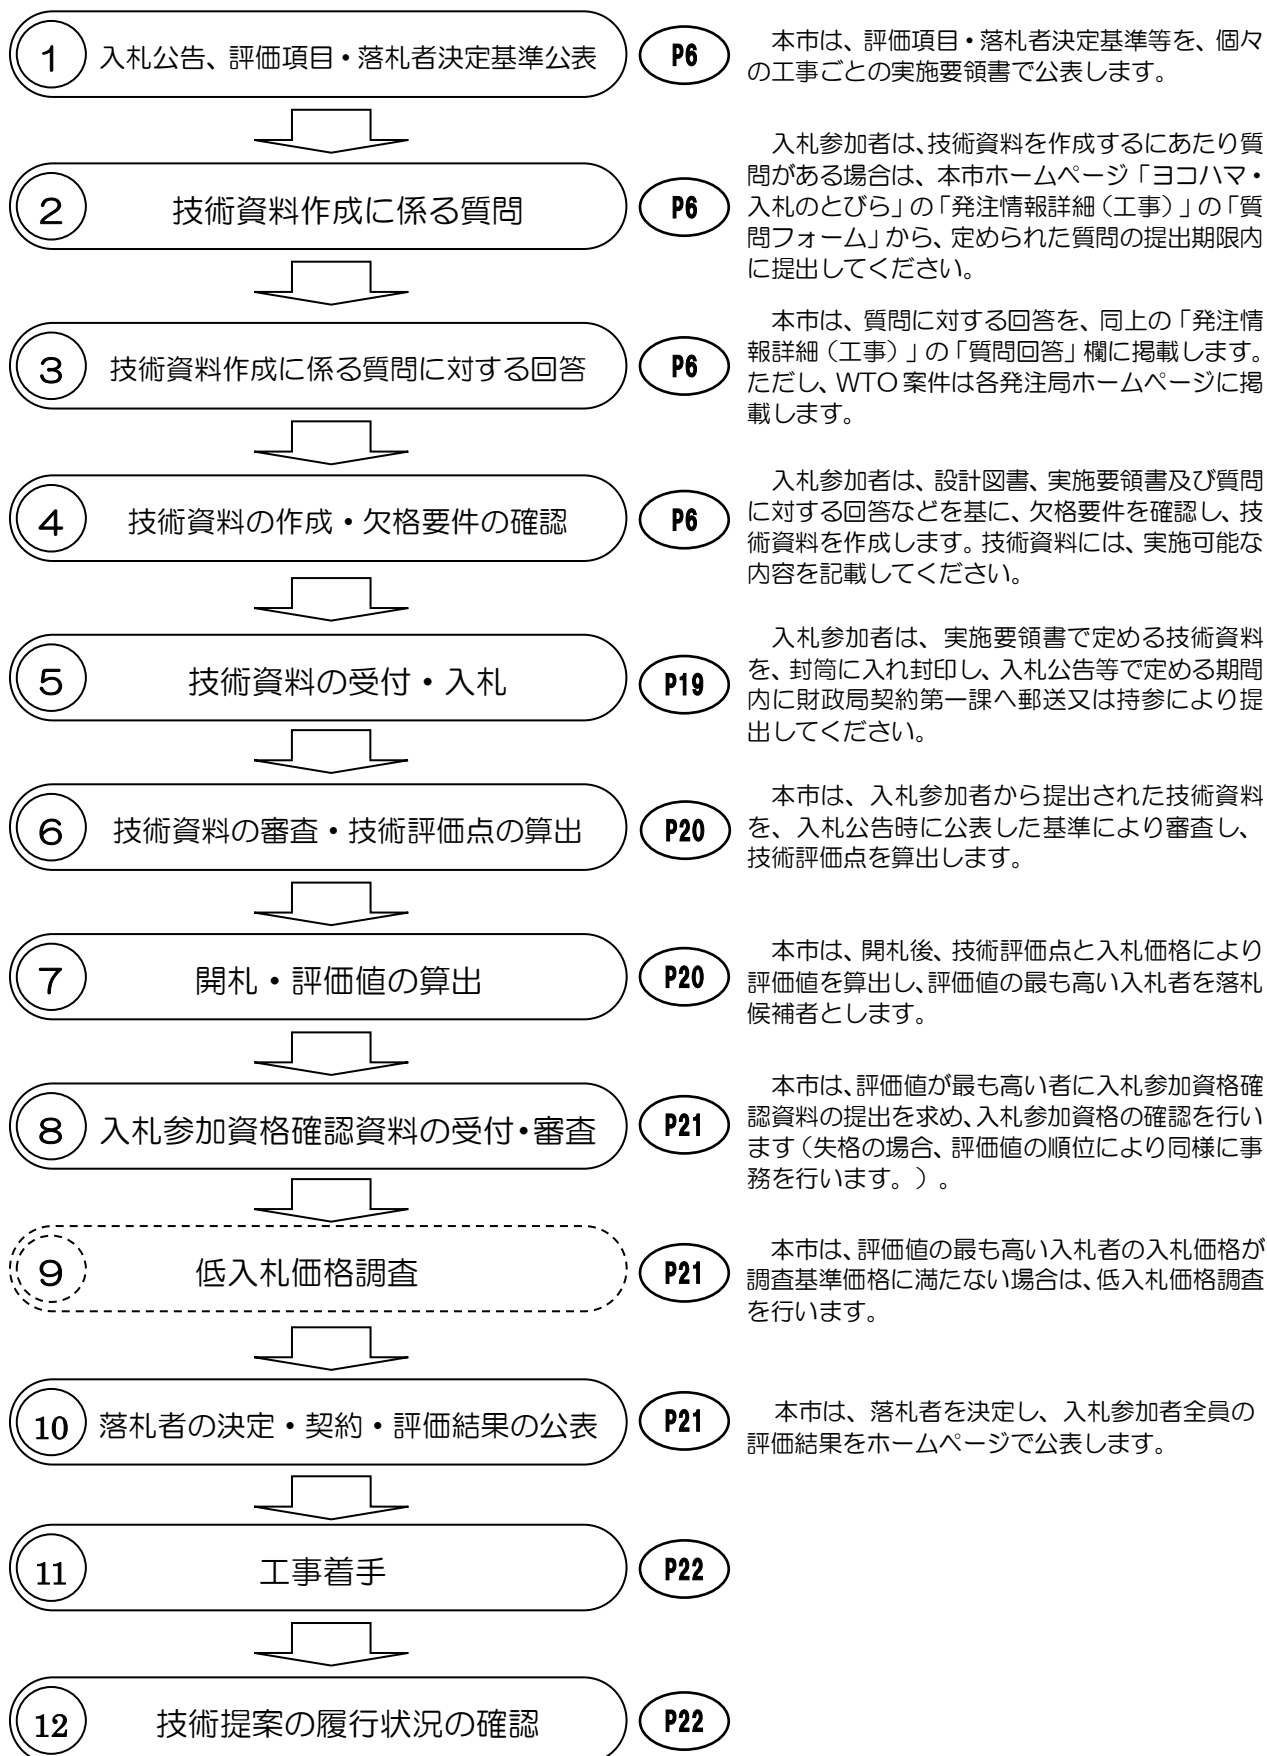 1 入札公告、評価項目・落札者決定基準公表 P6
本市は、評価項目・落札者決定基準等を、個々
の工事ごとの実施要領書で公表します。
2 技術資料作成に係る質問 P6
入札参加者は、技術資料を作成するにあたり質
問がある場合は、本市ホームページ「ヨコハマ・
入札のとびら」の「発注情報詳細（工事）」の「質
問フォーム」から、定められた質問の提出期限内
に提出してください。
3 技術資料作成に係る質問に対する回答 P6
本市は、質問に対する回答を、同上の「発注情
報詳細（工事）」の「質問回答」欄に掲載します。
ただし、WTO案件は各発注局ホームページに掲
載します。
4 技術資料の作成・欠格要件の確認 P6
入札参加者は、設計図書、実施要領書及び質問
に対する回答などを基に、欠格要件を確認し、技
術資料を作成します。技術資料には、実施可能な
内容を記載してください。
5 技術資料の受付・入札 P19
入札参加者は、実施要領書で定める技術資料
を、封筒に入れ封印し、入札公告等で定める期間
内に財政局契約第一課へ郵送又は持参により提
出してください。
6 技術資料の審査・技術評価点の算出 P20
本市は、入札参加者から提出された技術資料
を、入札公告時に公表した基準により審査し、
技術評価点を算出します。
7 開札・評価値の算出 P20
本市は、開札後、技術評価点と入札価格により
評価値を算出し、評価値の最も高い入札者を落札
候補者とします。
8 入札参加資格確認資料の受付・審査 P21
本市は、評価値が最も高い者に入札参加資格確
認資料の提出を求め、入札参加資格の確認を行い
ます（失格の場合、評価値の順位により同様に事
務を行います。）。
9 低入札価格調査 P21
本市は、評価値の最も高い入札者の入札価格が
調査基準価格に満たない場合は、低入札価格調査
を行います。
10 落札者の決定・契約・評価結果の公表 P21
本市は、落札者を決定し、入札参加者全員の
評価結果をホームページで公表します。
11 工事着手 P22
12 技術提案の履行状況の確認 P22